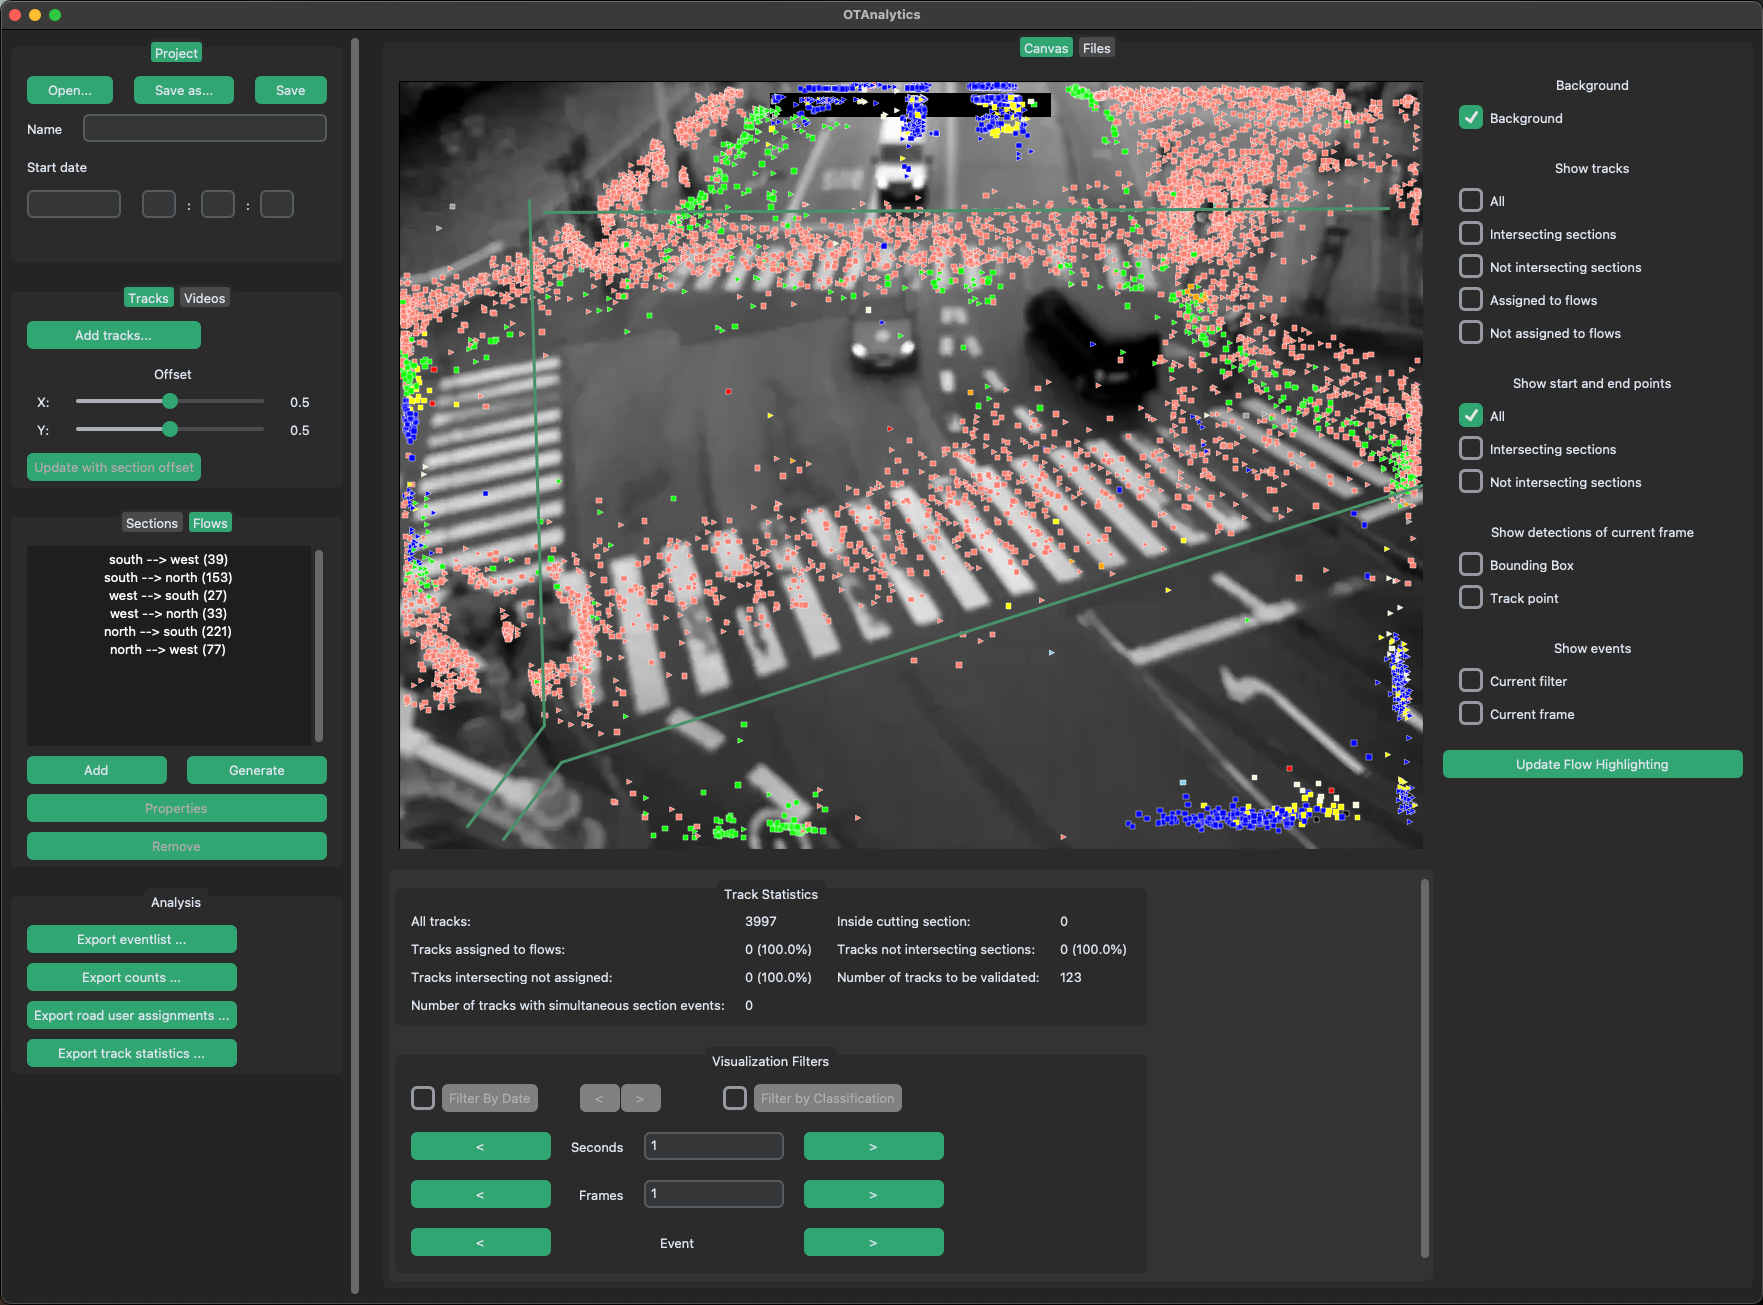 OTAnalytics
Project
Open...
Save as...
Save
Name
Start date
:
:
Tracks
Videos
Add tracks...
Offset
X:
0.5
Y:
0.5
Update with section offset
Sections
Flows
south --> west (39)
south --> north (153)
west --> south (27)
west --> north (33)
north --> south (221)
north --> west (77)
Add
Generate
Properties
Remove
Analysis
Export eventlist ...
Export counts ...
Export road user assignments ...
Export track statistics ...
Canvas
Files
Track Statistics
All tracks:
3997
Inside cutting section:
0
Tracks assigned to flows:
0 (100.0%)
Tracks not intersecting sections:
0 (100.0%)
Tracks intersecting not assigned:
0 (100.0%)
Number of tracks to be validated:
123
Number of tracks with simultaneous section events:
0
Visualization Filters
Filter By Date
<
>
Filter by Classification
<
Seconds
1
>
<
Frames
1
>
<
Event
>
Background
Background
Show tracks
All
Intersecting sections
Not intersecting sections
Assigned to flows
Not assigned to flows
Show start and end points
All
Intersecting sections
Not intersecting sections
Show detections of current frame
Bounding Box
Track point
Show events
Current filter
Current frame
Update Flow Highlighting